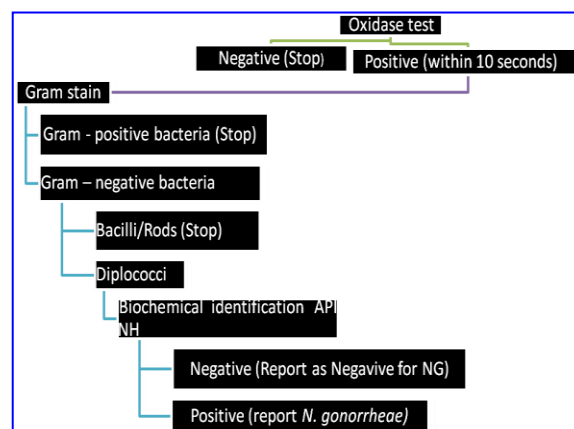 Oxidase test
Negative (Stop)
Positive (within 10 seconds)
Gram stain
Gram - positive bacteria (Stop)
Gram – negative bacteria
Bacilli/Rods (Stop)
Diplococci
Biochemical identification API
NH
Negative (Report as Negavive for NG)
Positive (report N. gonorrheae)